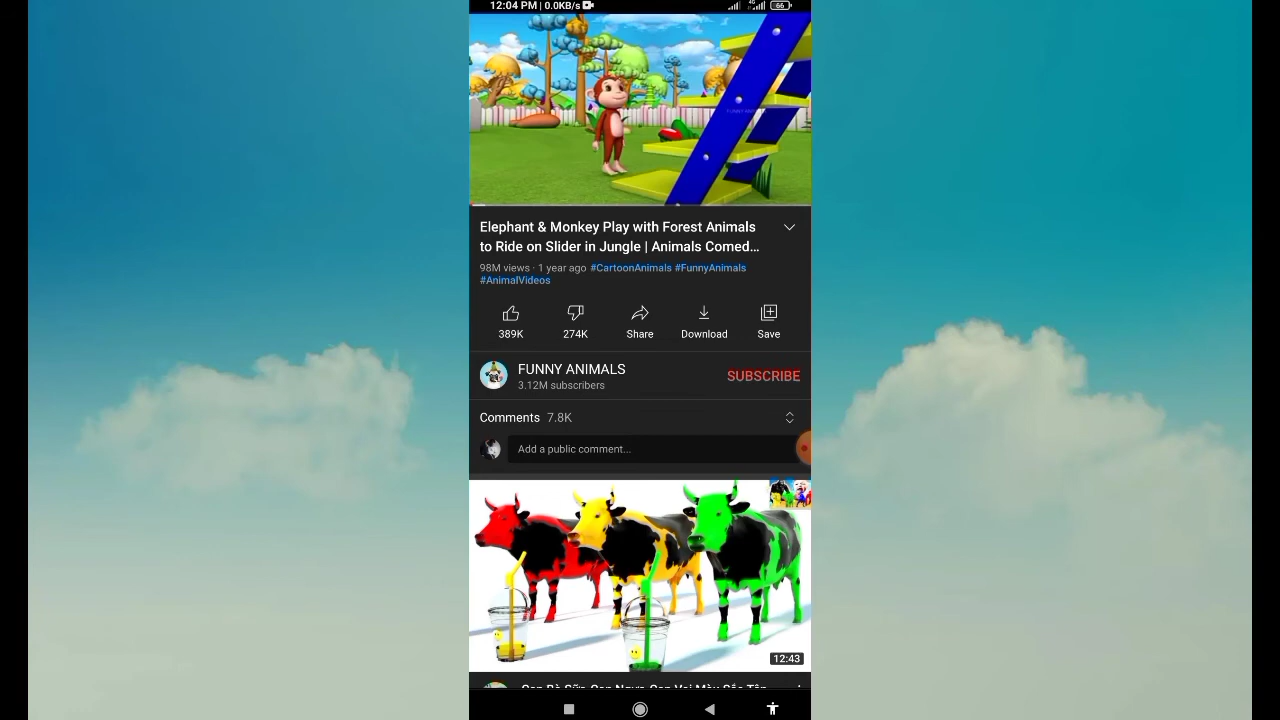 12:04 PM | 0.0KB/s
4G
66
Elephant & Monkey Play with Forest Animals
to Ride on Slider in Jungle | Animals Comed...
98M views · 1 year ago #CartoonAnimals #FunnyAnimals
#AnimalVideos
389K 274K Share Download Save
FUNNY ANIMALS
3.12M subscribers
SUBSCRIBE
Comments 7.8K
Add a public comment...
12:43